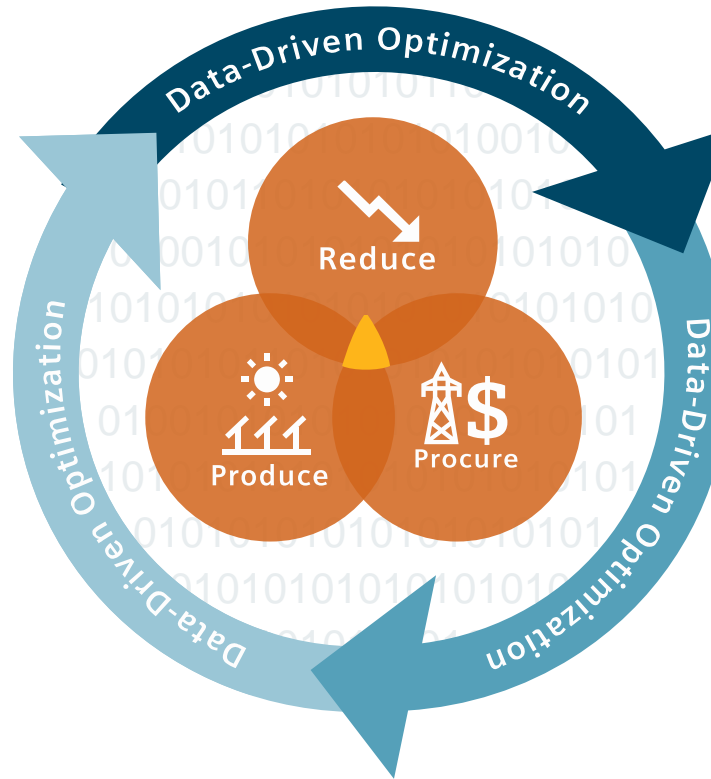 Data-Driven Optimization
Reduce
Produce
$
Procure
Data-Driven Optimization
Data-Driven Optimization